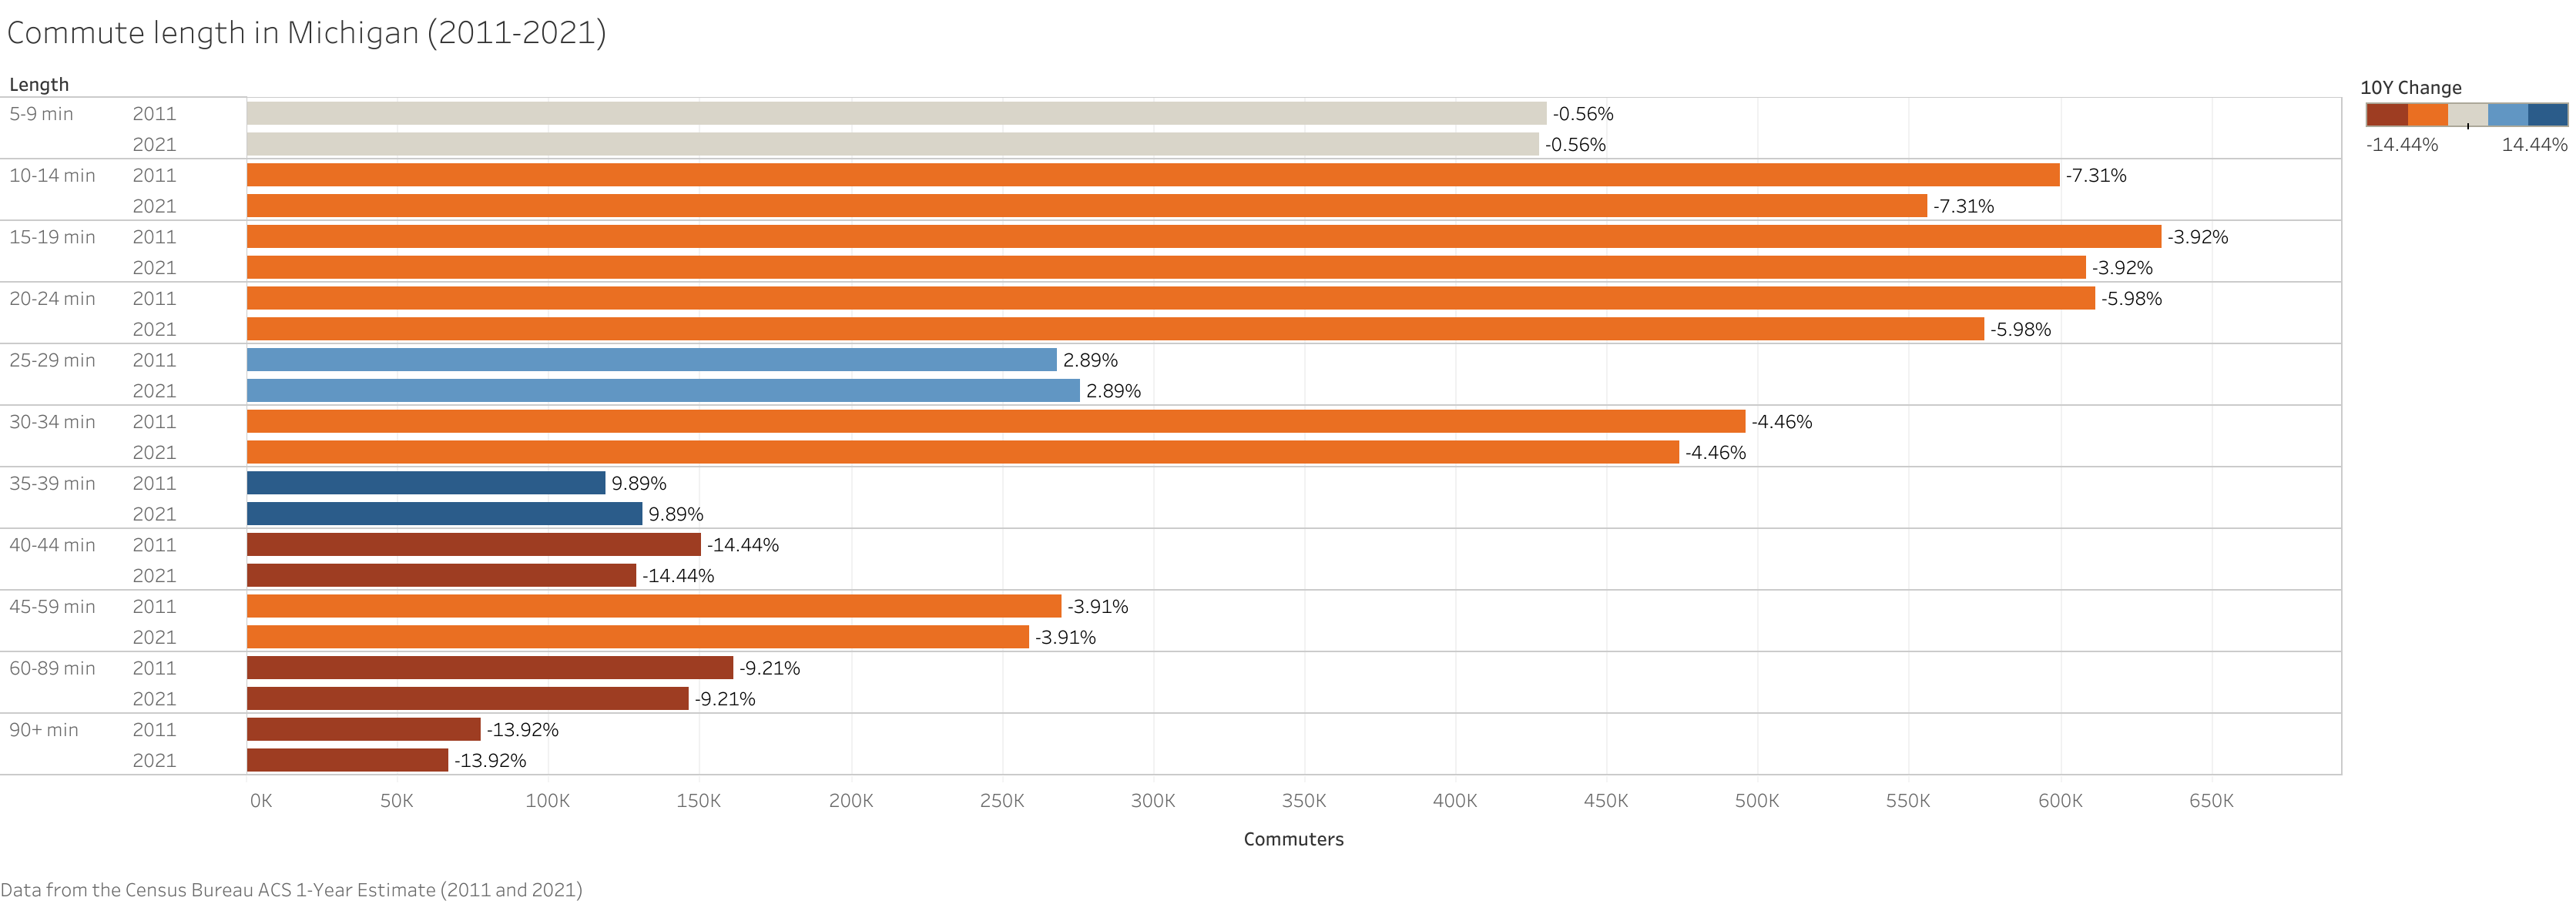 Commute length in Michigan (2011-2021)
Length
10Y Change
-14.44% 14.44%
5-9 min 2011 -0.56%
2021 -0.56%
10-14 min 2011 -7.31%
2021 -7.31%
15-19 min 2011 -3.92%
2021 -3.92%
20-24 min 2011 -5.98%
2021 -5.98%
25-29 min 2011 2.89%
2021 2.89%
30-34 min 2011 -4.46%
2021 -4.46%
35-39 min 2011 9.89%
2021 9.89%
40-44 min 2011 -14.44%
2021 -14.44%
45-59 min 2011 -3.91%
2021 -3.91%
60-89 min 2011 -9.21%
2021 -9.21%
90+ min 2011 -13.92%
2021 -13.92%
0K 50K 100K 150K 200K 250K 300K 350K 400K 450K 500K 550K 600K 650K
Commuters
Data from the Census Bureau ACS 1-Year Estimate (2011 and 2021)